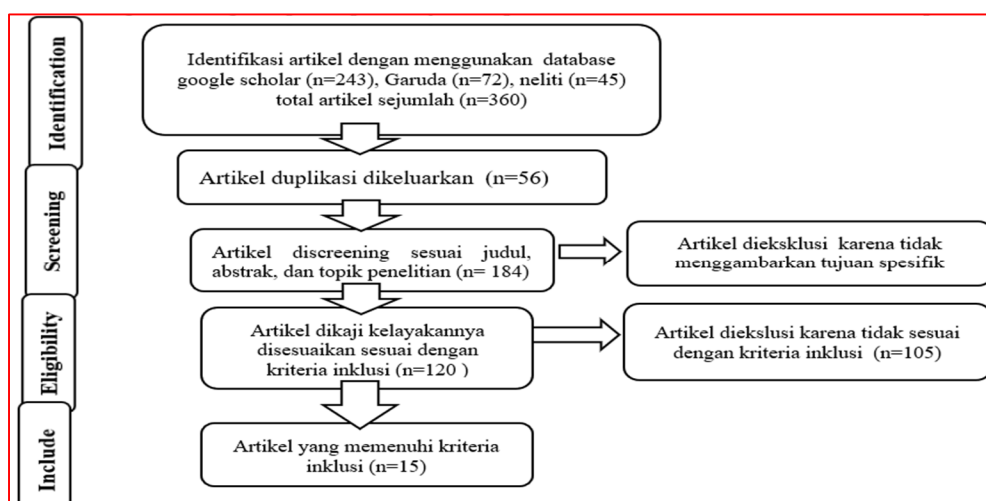 Identification
Identifikasi artikel dengan menggunakan database
google scholar (n=243), Garuda (n=72), neliti (n=45)
total artikel sejumlah (n=360)
Screening
Artikel duplikasi dikeluarkan (n=56)
Artikel discreening sesuai judul,
abstrak, dan topik penelitian (n= 184)
Artikel dieksklusi karena tidak
menggambarkan tujuan spesifik
Eligibility
Artikel dikaji kelayakannya
disesuaikan sesuai dengan
kriteria inklusi (n=120 )
Artikel diekslusi karena tidak sesuai
dengan kriteria inklusi (n=105)
Include
Artikel yang memenuhi kriteria
inklusi (n=15)